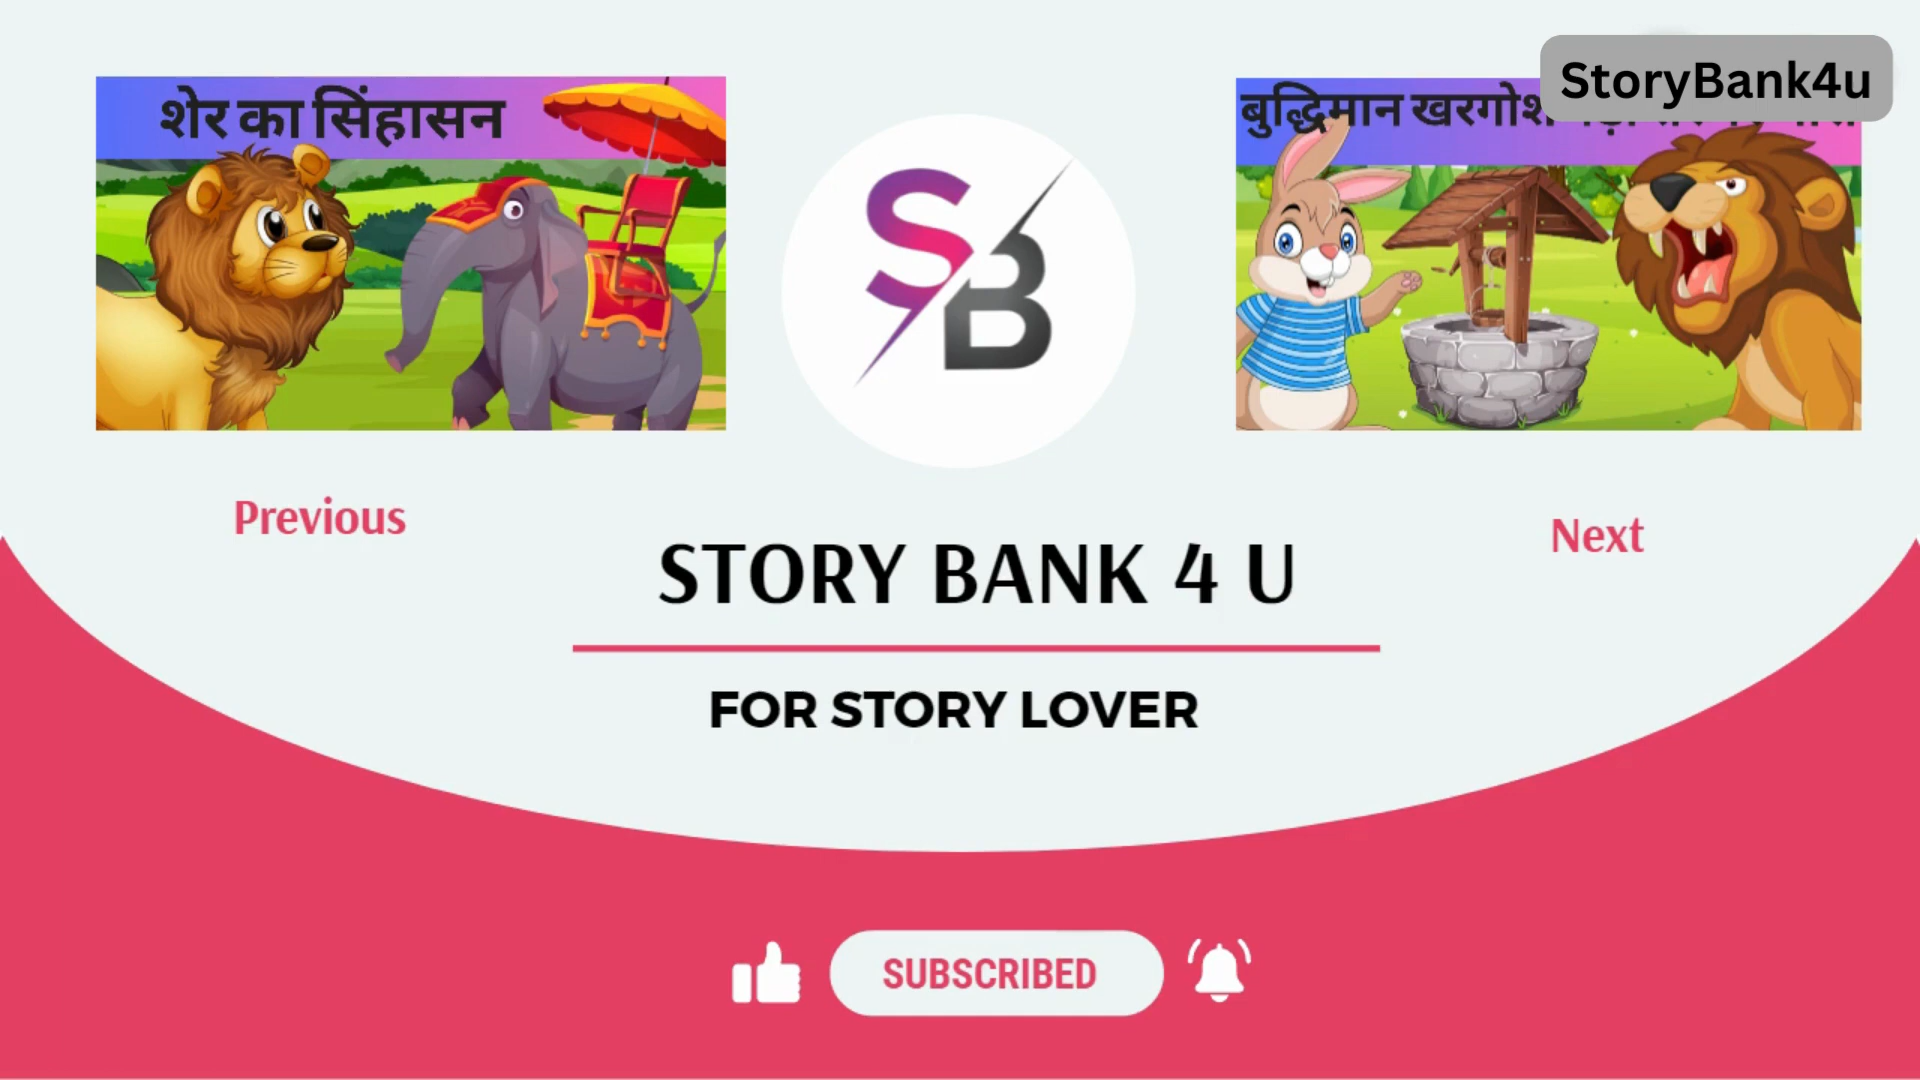 शेर का सिंहासन
StoryBank4u
बुद्धिमान खरगोश
SB
Previous
Next
STORY BANK 4 U
FOR STORY LOVER
SUBSCRIBED